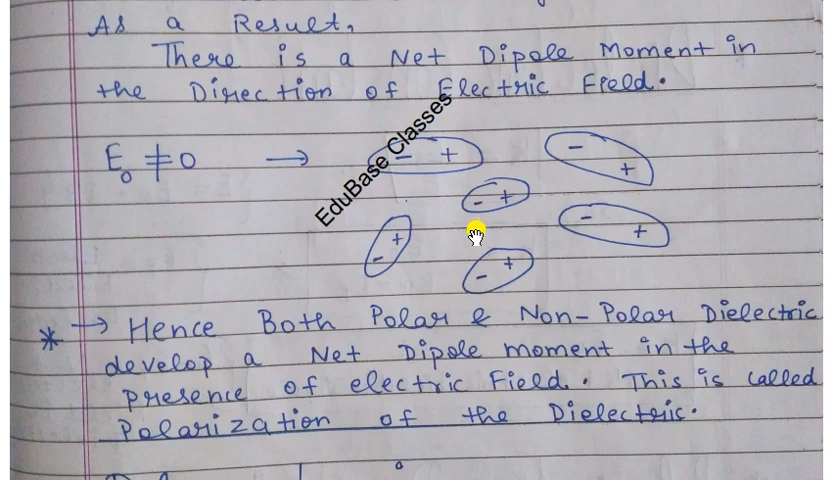 As a Result,
There is a Net Dipole Moment in
the Direction of Electric Field.
E₀ ≠ 0 → - + - +
- +
- + - +
- +
EduBase Classes
* → Hence Both Polar & Non-Polar Dielectric
develop a Net Dipole moment in the
presence of electric Field. This is called
Polarization of the Dielectric.